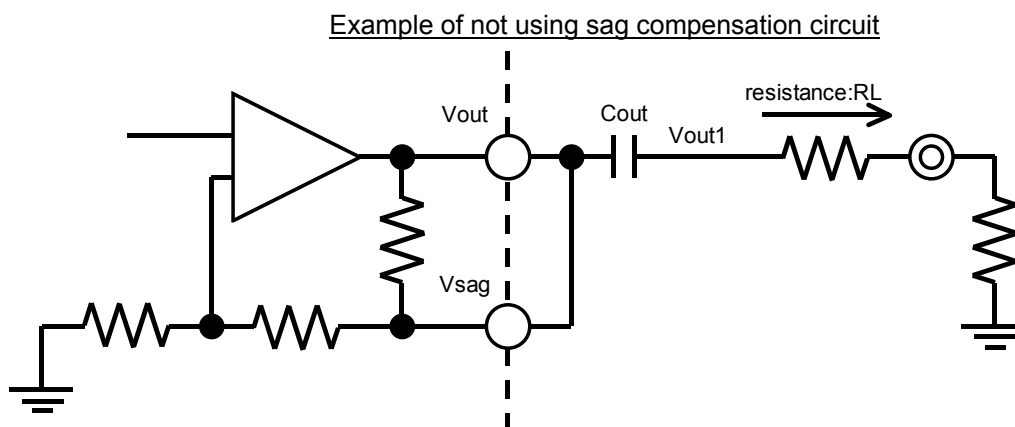 Example of not using sag compensation circuit
resistance:RL
Vout
Cout
Vout1
Vsag